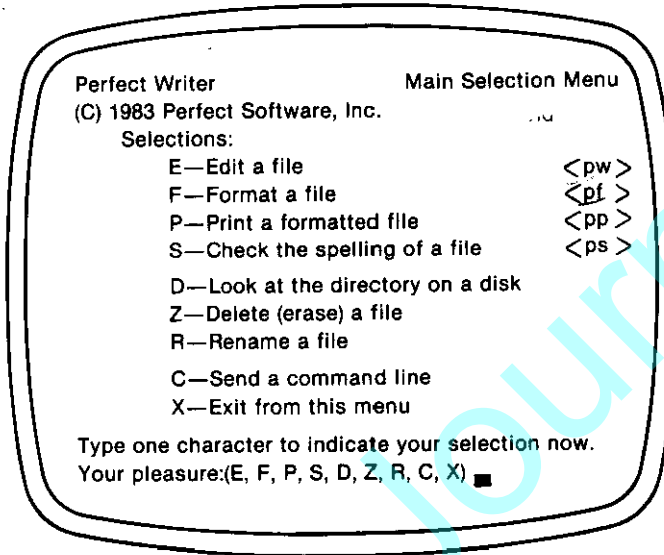 Perfect Writer Main Selection Menu
(C) 1983 Perfect Software, Inc.
Selections:
E—Edit a file <pw>
F—Format a file <pf>
P—Print a formatted file <pp>
S—Check the spelling of a file <ps>
D—Look at the directory on a disk
Z—Delete (erase) a file
R—Rename a file
C—Send a command line
X—Exit from this menu
Type one character to indicate your selection now.
Your pleasure:(E, F, P, S, D, Z, R, C, X)